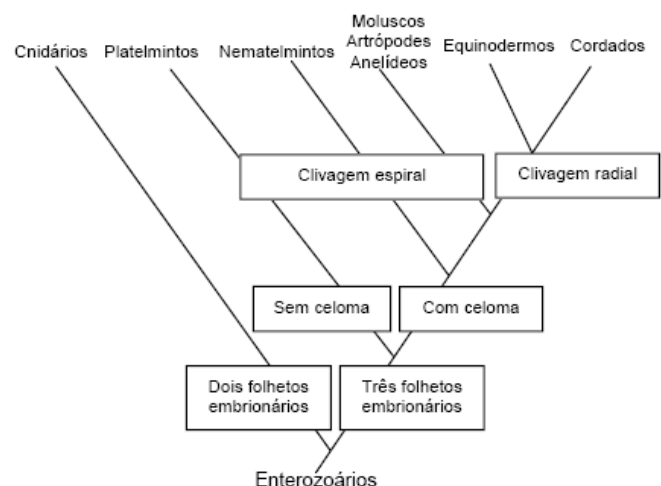 Cnidários
Platelmintos
Nematelmintos
Moluscos
Artrópodes
Anelídeos
Equinodermos
Cordados
Clivagem espiral
Clivagem radial
Sem celoma
Com celoma
Dois folhetos
embrionários
Três folhetos
embrionários
Enterozoários